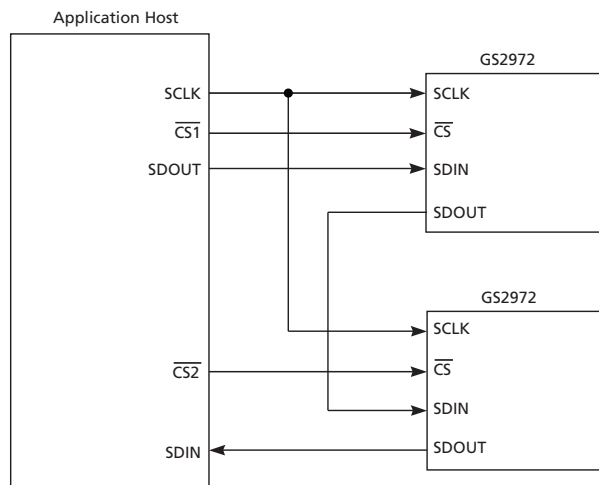 Application Host
SCLK
CS1
SDOUT
CS2
SDIN
GS2972
SCLK
CS
SDIN
SDOUT
GS2972
SCLK
CS
SDIN
SDOUT